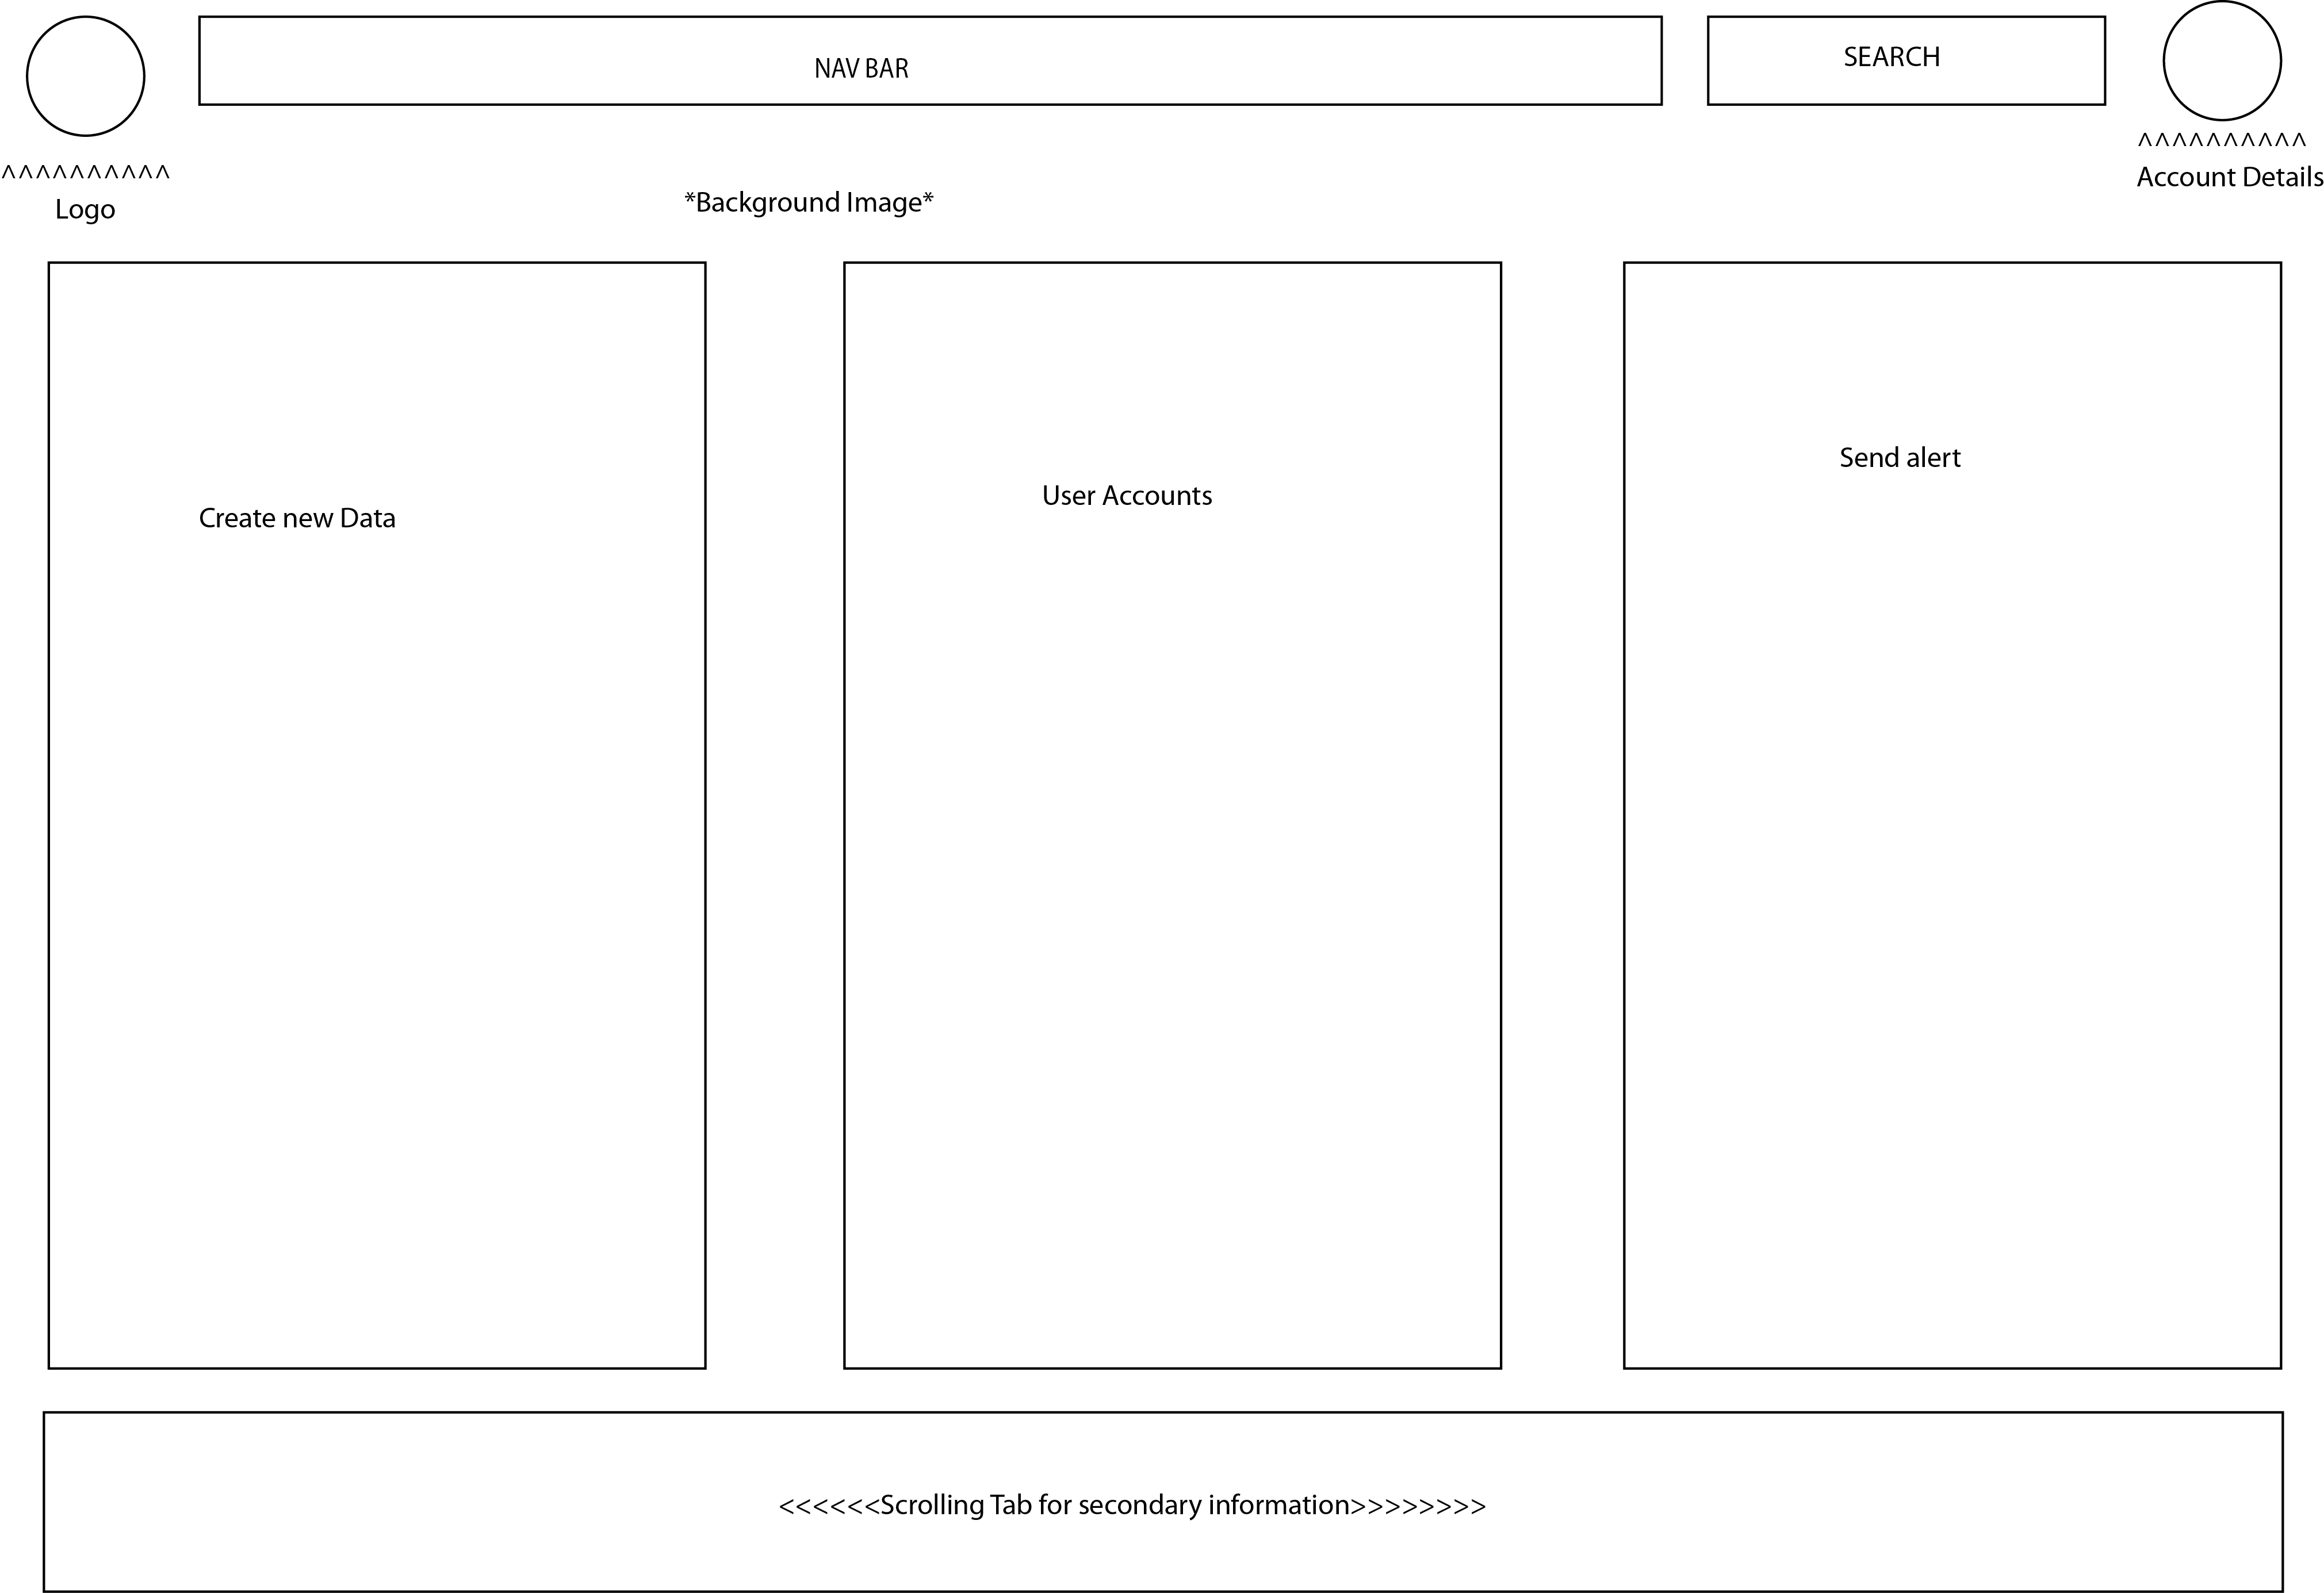 NAV BAR
SEARCH
^^^^^^^^^^
Account Details
^^^^^^^^^^
Logo
*Background Image*
Create new Data
User Accounts
Send alert
<<<<<<Scrolling Tab for secondary information>>>>>>>>